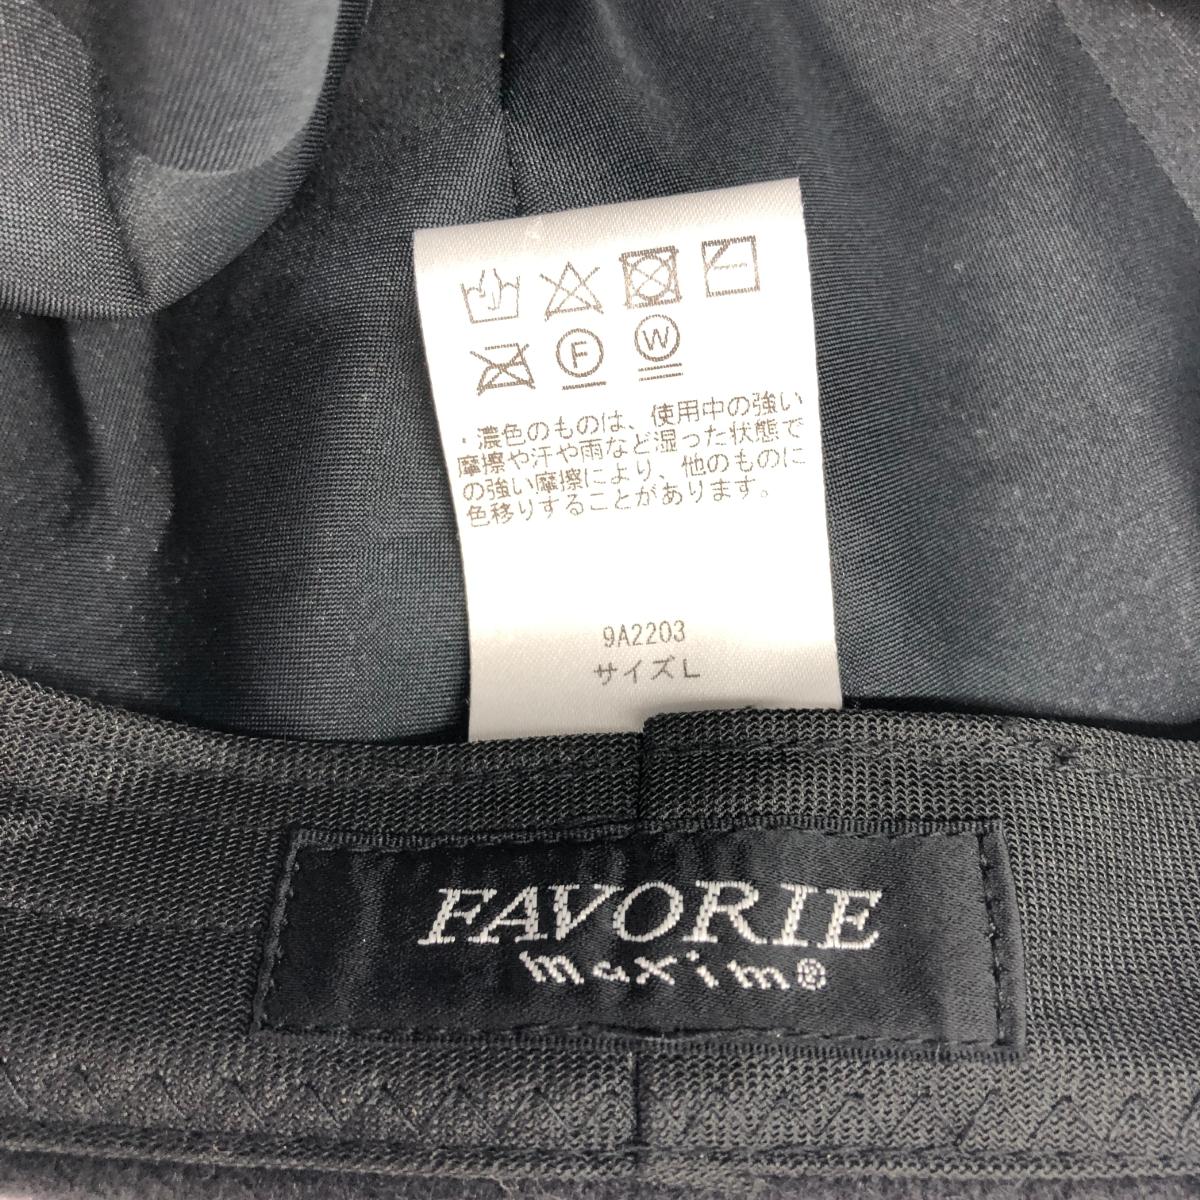 F W
・濃色のものは、使用中の強い
摩擦や汗や雨など湿った状態で
の強い摩擦により、他のものに
色移りすることがあります。
9A2203
サイズL
FAVORIE
maxim®